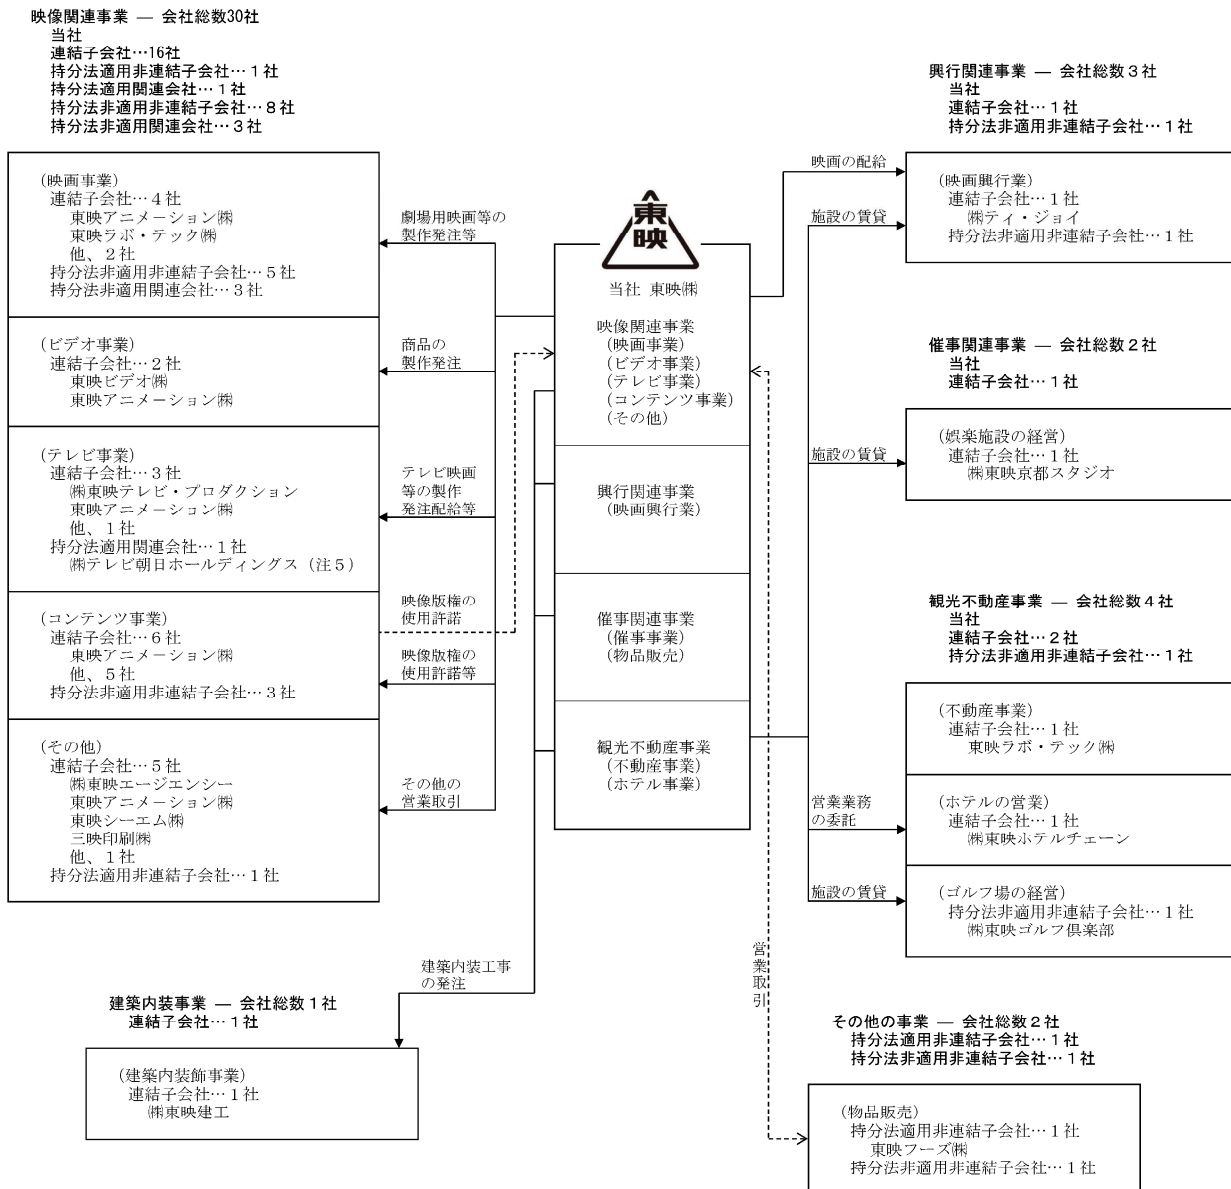 映像関連事業 ― 会社総数30社
当社
連結子会社…16社
持分法適用非連結子会社…1社
持分法適用関連会社…1社
持分法非適用非連結子会社…8社
持分法非適用関連会社…3社
(映画事業)
連結子会社…4社
東映アニメーション㈱
東映ラボ・テック㈱
他、2社
持分法非適用非連結子会社…5社
持分法非適用関連会社…3社
(ビデオ事業)
連結子会社…2社
東映ビデオ㈱
東映アニメーション㈱
(テレビ事業)
連結子会社…3社
㈱東映テレビ・プロダクション
東映アニメーション㈱
他、1社
持分法適用関連会社…1社
㈱テレビ朝日ホールディングス(注5)
(コンテンツ事業)
連結子会社…6社
東映アニメーション㈱
他、5社
持分法非適用非連結子会社…3社
(その他)
連結子会社…5社
㈱東映エージエンシー
東映アニメーション㈱
東映シーエム㈱
三映印刷㈱
他、1社
持分法適用非連結子会社…1社
劇場用映画等の
製作発注等
商品の
製作発注
テレビ映画
等の製作
発注配給等
映像版権の
使用許諾
映像版権の
使用許諾等
その他の
営業取引
建築内装工事
の発注
建築内装事業 ― 会社総数1社
連結子会社…1社
(建築内装飾事業)
連結子会社…1社
㈱東映建工
東映
当社 東映㈱
映像関連事業
(映画事業)
(ビデオ事業)
(テレビ事業)
(コンテンツ事業)
(その他)
興行関連事業
(映画興行業)
催事関連事業
(催事事業)
(物品販売)
観光不動産事業
(不動産事業)
(ホテル事業)
映画の配給
施設の賃貸
施設の賃貸
営業業務
の委託
施設の賃貸
営業取引
興行関連事業 ― 会社総数3社
当社
連結子会社…1社
持分法非適用非連結子会社…1社
(映画興行業)
連結子会社…1社
㈱ティ・ジョイ
持分法非適用非連結子会社…1社
催事関連事業 ― 会社総数2社
当社
連結子会社…1社
(娯楽施設の経営)
連結子会社…1社
㈱東映京都スタジオ
観光不動産事業 ― 会社総数4社
当社
連結子会社…2社
持分法非適用非連結子会社…1社
(不動産事業)
連結子会社…1社
東映ラボ・テック㈱
(ホテルの営業)
連結子会社…1社
㈱東映ホテルチェーン
(ゴルフ場の経営)
持分法非適用非連結子会社…1社
㈱東映ゴルフ倶楽部
その他の事業 ― 会社総数2社
持分法適用非連結子会社…1社
持分法非適用非連結子会社…1社
(物品販売)
持分法適用非連結子会社…1社
東映フーズ㈱
持分法非適用非連結子会社…1社